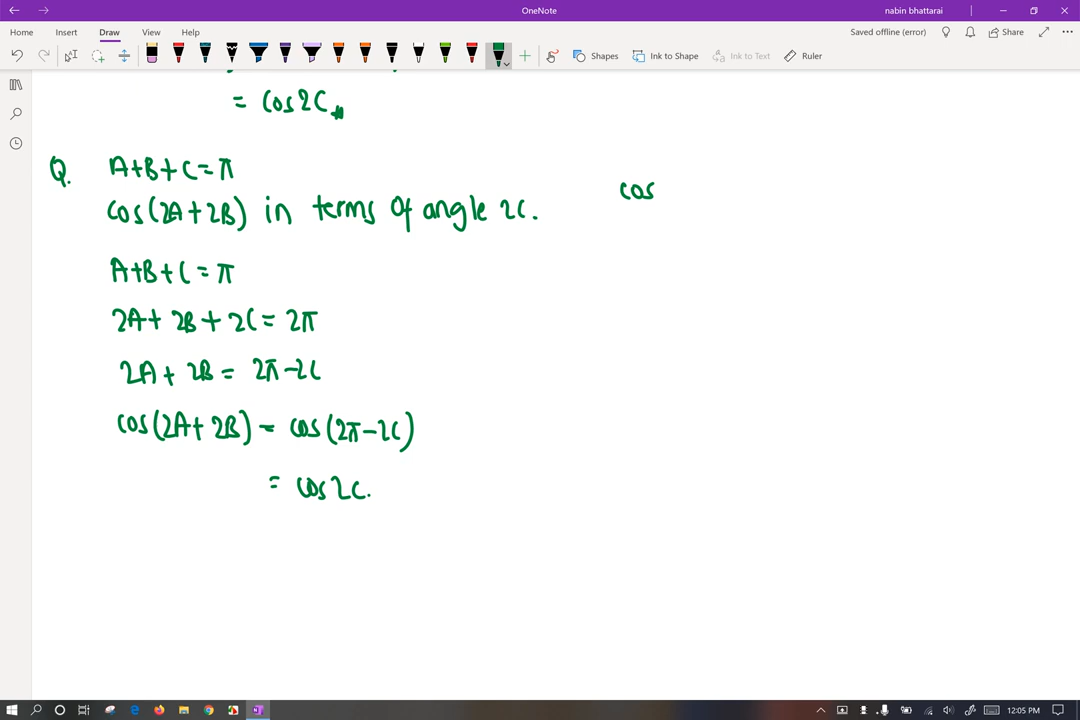 OneNote
nabin bhattarai
Home Insert Draw View Help
Saved offline (error) Share
Shapes Ink to Shape Ink to Text Ruler
= cos2C
Q. A+B+C=π
cos(2A+2B) in terms of angle 2C.
cos
A+B+C=π
2A+2B+2C=2π
2A+2B=2π-2C
cos(2A+2B)=cos(2π-2C)
=cos2C.
12:05 PM